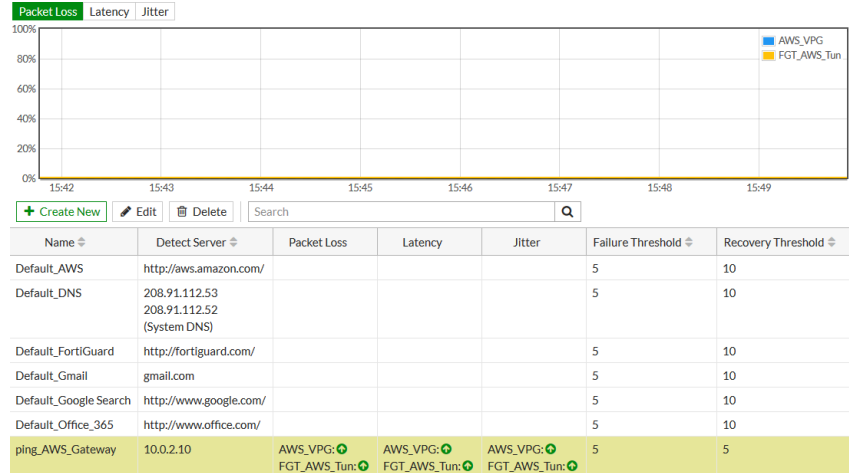 Packet Loss Latency Jitter
100%
80%
60%
40%
20%
0%
AWS_VPG
FGT_AWS_Tun
15:42 15:43 15:44 15:45 15:46 15:47 15:48 15:49
Create New Edit Delete Search
Name Detect Server Packet Loss Latency Jitter Failure Threshold Recovery Threshold
Default_AWS http://aws.amazon.com/ 5 10
Default_DNS 208.91.112.53 5 10
208.91.112.52
(System DNS)
Default_FortiGuard http://fortiguard.com/ 5 10
Default_Gmail gmail.com 5 10
Default_Google Search http://www.google.com/ 5 10
Default_Office_365 http://www.office.com/ 5 10
ping_AWS_Gateway 10.0.2.10 AWS_VPG: AWS_VPG: AWS_VPG: 5 5
FGT_AWS_Tun: FGT_AWS_Tun: FGT_AWS_Tun: